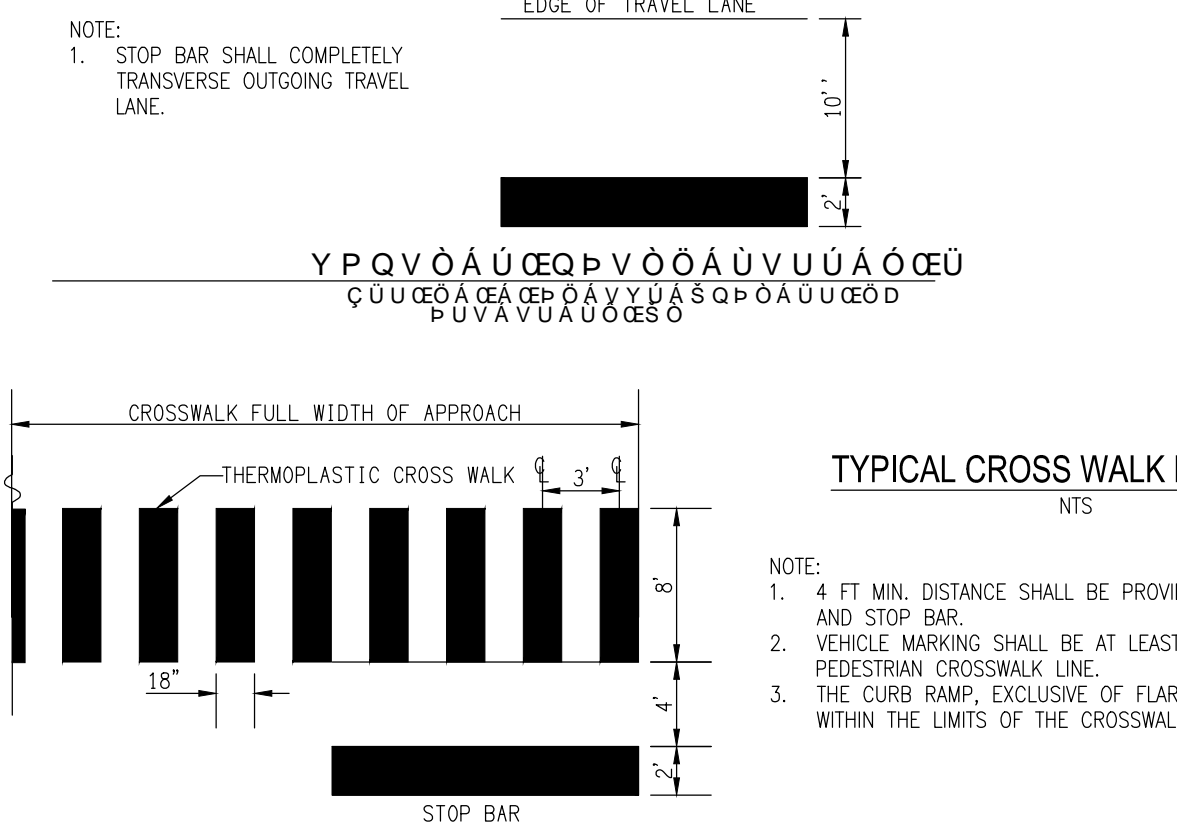 EDGE OF TRAVEL LANE
NOTE:
1. STOP BAR SHALL COMPLETELY
TRANSVERSE OUTGOING TRAVEL
LANE.
10''
2'
YPQVÒÁÚŒQÞVÒÖÁÙVUÚÁÓŒÜ
ÇÜUŒÖÁŒÁŒÞÖÁVYÚÁŠQÞÒÁÜUŒÖD
ÞUVÁVUÁÙÔŒŠÒ
CROSSWALK FULL WIDTH OF APPROACH
THERMOPLASTIC CROSS WALK
3'
8'
18"
4'
2'
STOP BAR
TYPICAL CROSS WALK
NTS
NOTE:
1. 4 FT MIN. DISTANCE SHALL BE
AND STOP BAR.
2. VEHICLE MARKING SHALL BE AT LEAST
PEDESTRIAN CROSSWALK LINE.
3. THE CURB RAMP, EXCLUSIVE OF
WITHIN THE LIMITS OF THE